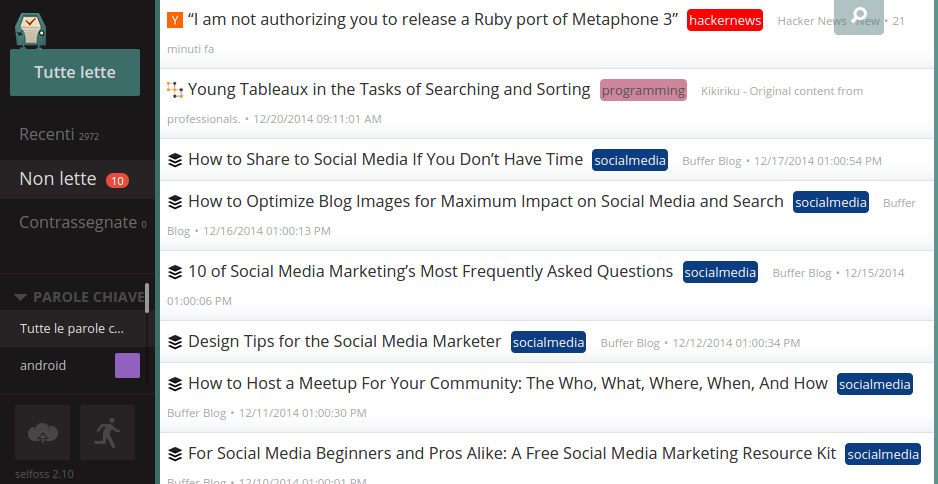 Tutte lette
Recenti 2972
Non lette 10
Contrassegnate 0
PAROLE CHIAVE
Tutte le parole c...
android
selfoss 2.10
Y “I am not authorizing you to release a Ruby port of Metaphone 3” hackernews Hacker News - New • 21
minuti fa
Young Tableaux in the Tasks of Searching and Sorting programming Kikiriku - Original content from
professionals. • 12/20/2014 09:11:01 AM
How to Share to Social Media If You Don’t Have Time socialmedia Buffer Blog • 12/17/2014 01:00:54 PM
How to Optimize Blog Images for Maximum Impact on Social Media and Search socialmedia Buffer
Blog • 12/16/2014 01:00:13 PM
10 of Social Media Marketing’s Most Frequently Asked Questions socialmedia Buffer Blog • 12/15/2014
01:00:06 PM
Design Tips for the Social Media Marketer socialmedia Buffer Blog • 12/12/2014 01:00:34 PM
How to Host a Meetup For Your Community: The Who, What, Where, When, And How socialmedia
Buffer Blog • 12/11/2014 01:00:30 PM
For Social Media Beginners and Pros Alike: A Free Social Media Marketing Resource Kit socialmedia
Buffer Blog • 12/10/2014 01:00:01 PM